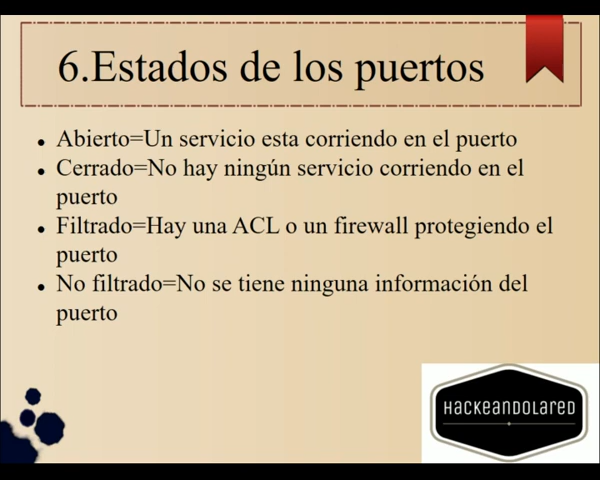 6.Estados de los puertos
Abierto=Un servicio esta corriendo en el puerto
Cerrado=No hay ningún servicio corriendo en el
puerto
Filtrado=Hay una ACL o un firewall protegiendo el
puerto
No filtrado=No se tiene ninguna información del
puerto
HACKEANDOLARED